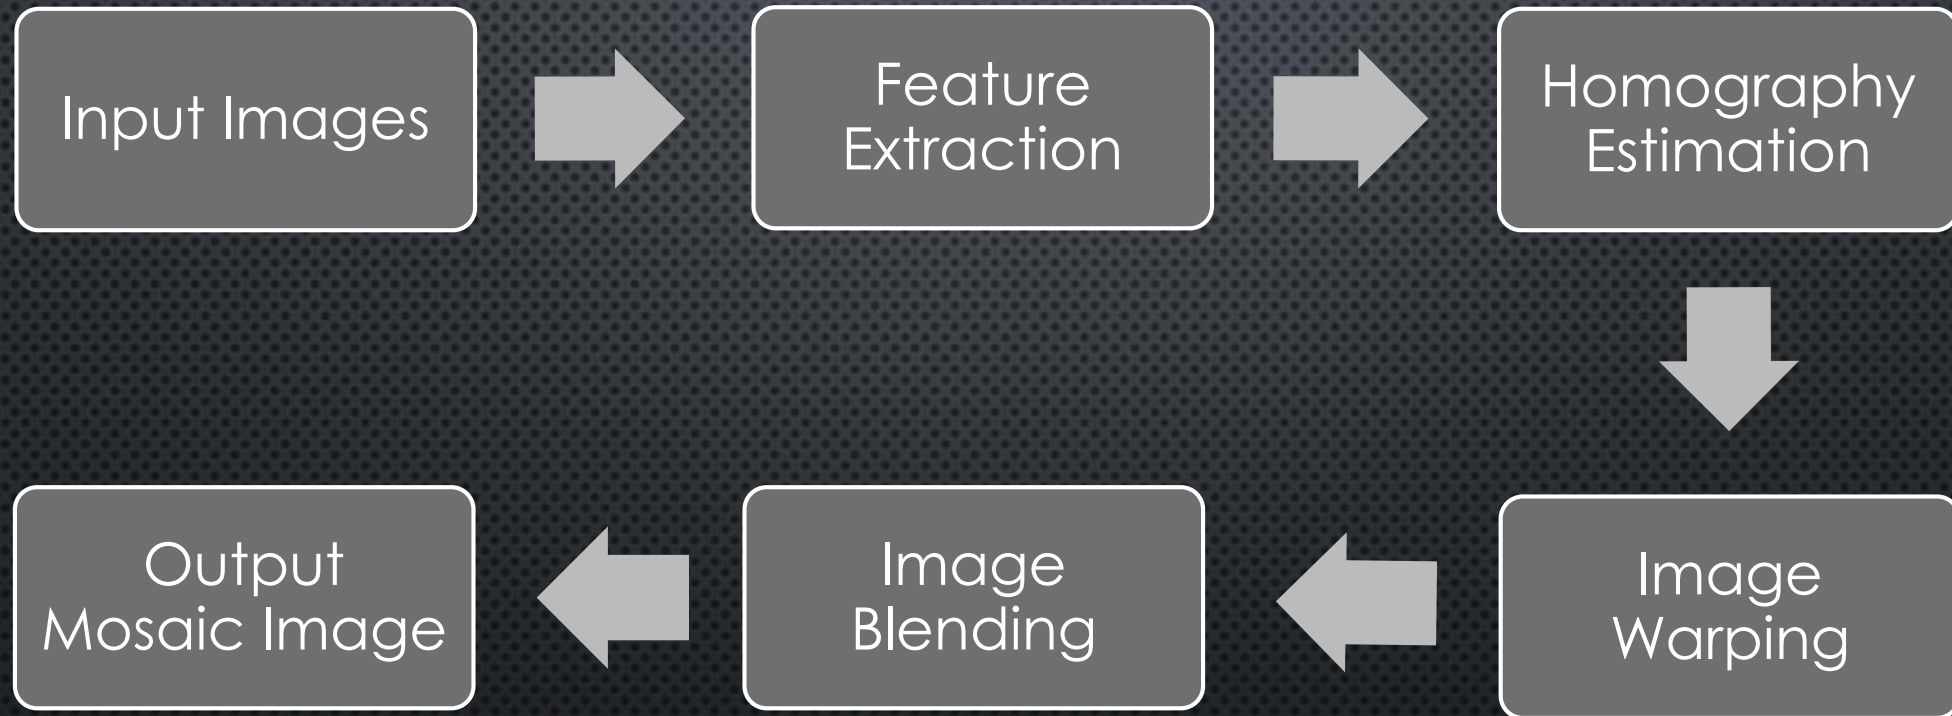 Input Images
Feature
Extraction
Homography
Estimation
Image
Warping
Image
Blending
Output
Mosaic Image